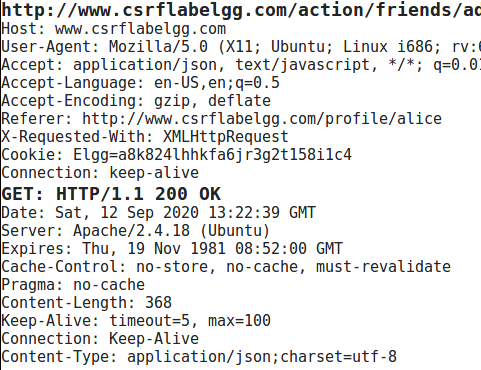 http://www.csrflabelgg.com/action/friends/ad
Host: www.csrflabelgg.com
User-Agent: Mozilla/5.0 (X11; Ubuntu; Linux i686; rv:6
Accept: application/json, text/javascript, */*; q=0.01
Accept-Language: en-US,en;q=0.5
Accept-Encoding: gzip, deflate
Referer: http://www.csrflabelgg.com/profile/alice
X-Requested-With: XMLHttpRequest
Cookie: Elgg=a8k824lhhkfa6jr3g2t158i1c4
Connection: keep-alive
GET: HTTP/1.1 200 OK
Date: Sat, 12 Sep 2020 13:22:39 GMT
Server: Apache/2.4.18 (Ubuntu)
Expires: Thu, 19 Nov 1981 08:52:00 GMT
Cache-Control: no-store, no-cache, must-revalidate
Pragma: no-cache
Content-Length: 368
Keep-Alive: timeout=5, max=100
Connection: Keep-Alive
Content-Type: application/json;charset=utf-8